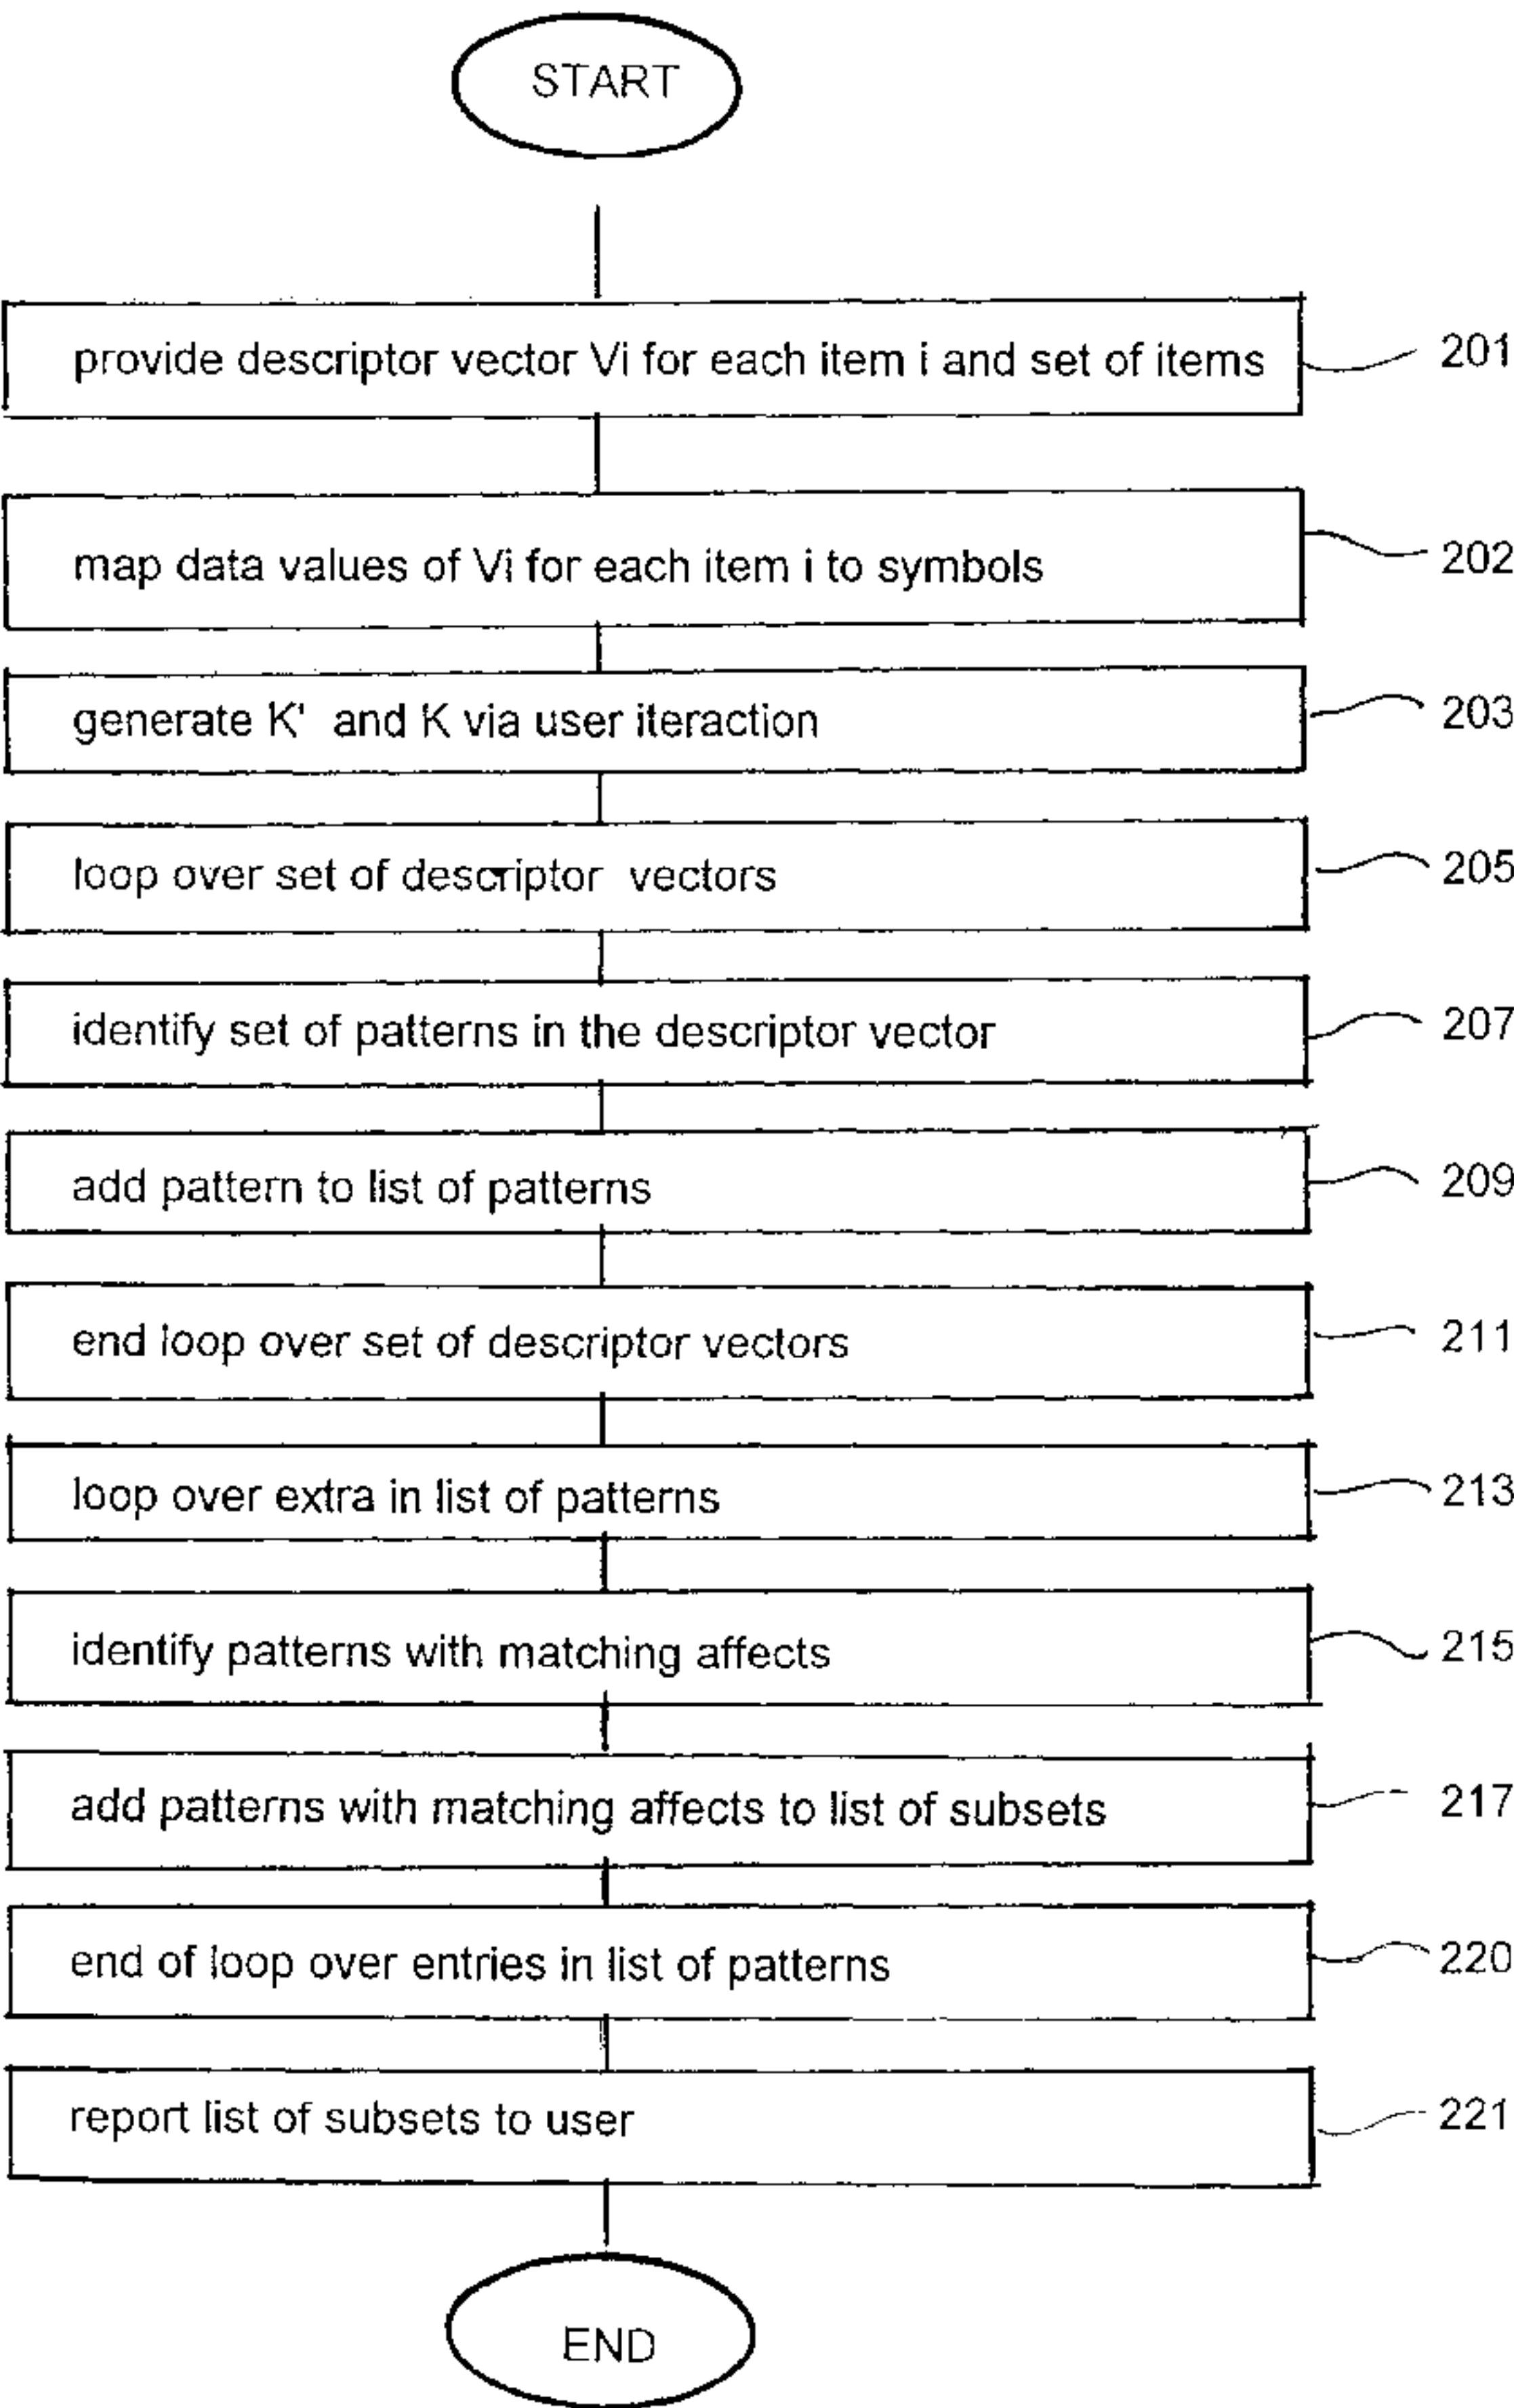 START
provide descriptor vector Vi for each item i and set of items 201
map data values of Vi for each item i to symbols 202
generate K' and K via user iteraction 203
loop over set of descriptor vectors 205
identify set of patterns in the descriptor vector 207
add pattern to list of patterns 209
end loop over set of descriptor vectors 211
loop over extra in list of patterns 213
identify patterns with matching affects 215
add patterns with matching affects to list of subsets 217
end of loop over entries in list of patterns 220
report list of subsets to user 221
END